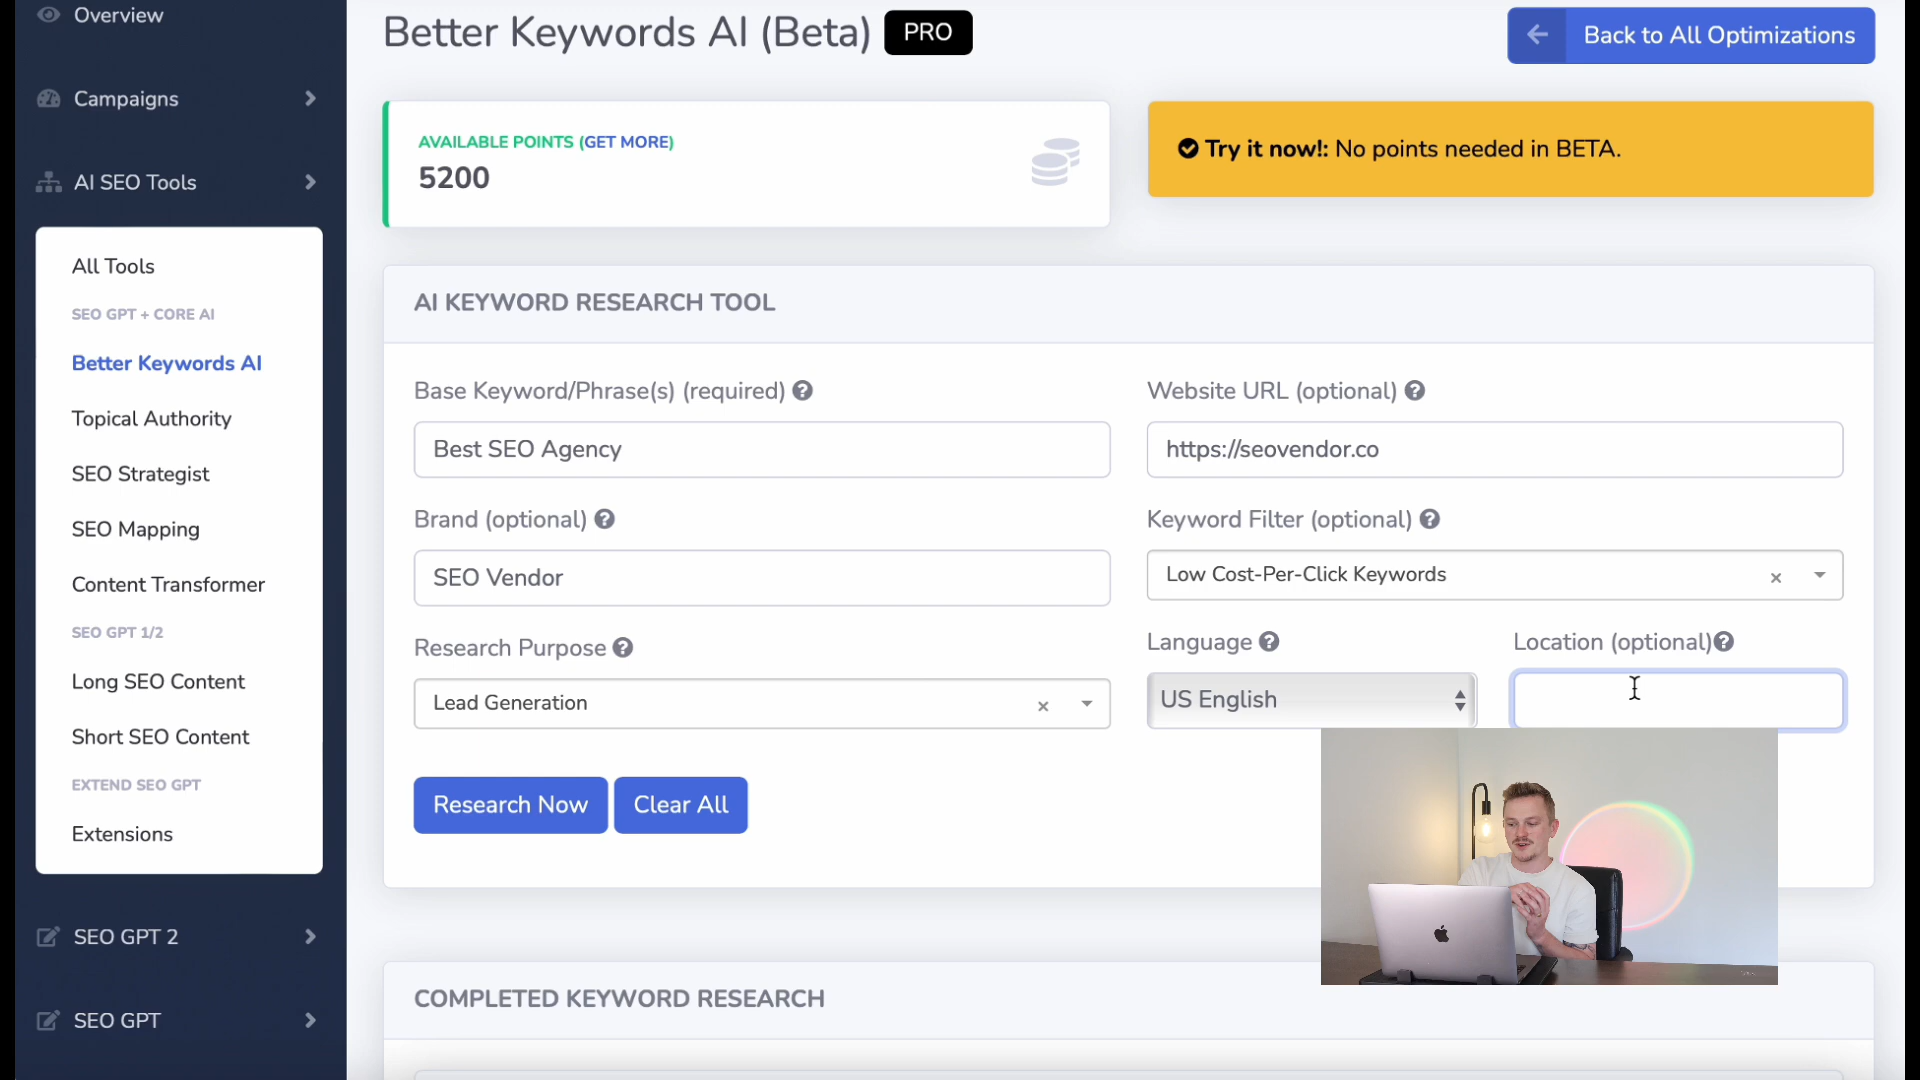 Overview
Campaigns
AI SEO Tools
All Tools
SEO GPT + CORE AI
Better Keywords AI
Topical Authority
SEO Strategist
SEO Mapping
Content Transformer
SEO GPT 1/2
Long SEO Content
Short SEO Content
EXTEND SEO GPT
Extensions
SEO GPT 2
SEO GPT
Better Keywords AI (Beta) PRO
Back to All Optimizations
AVAILABLE POINTS (GET MORE)
5200
Try it now!: No points needed in BETA.
AI KEYWORD RESEARCH TOOL
Base Keyword/Phrase(s) (required)
Best SEO Agency
Website URL (optional)
https://seovendor.co
Brand (optional)
SEO Vendor
Keyword Filter (optional)
Low Cost-Per-Click Keywords
Research Purpose
Lead Generation
Language
US English
Location (optional)
Research Now
Clear All
COMPLETED KEYWORD RESEARCH